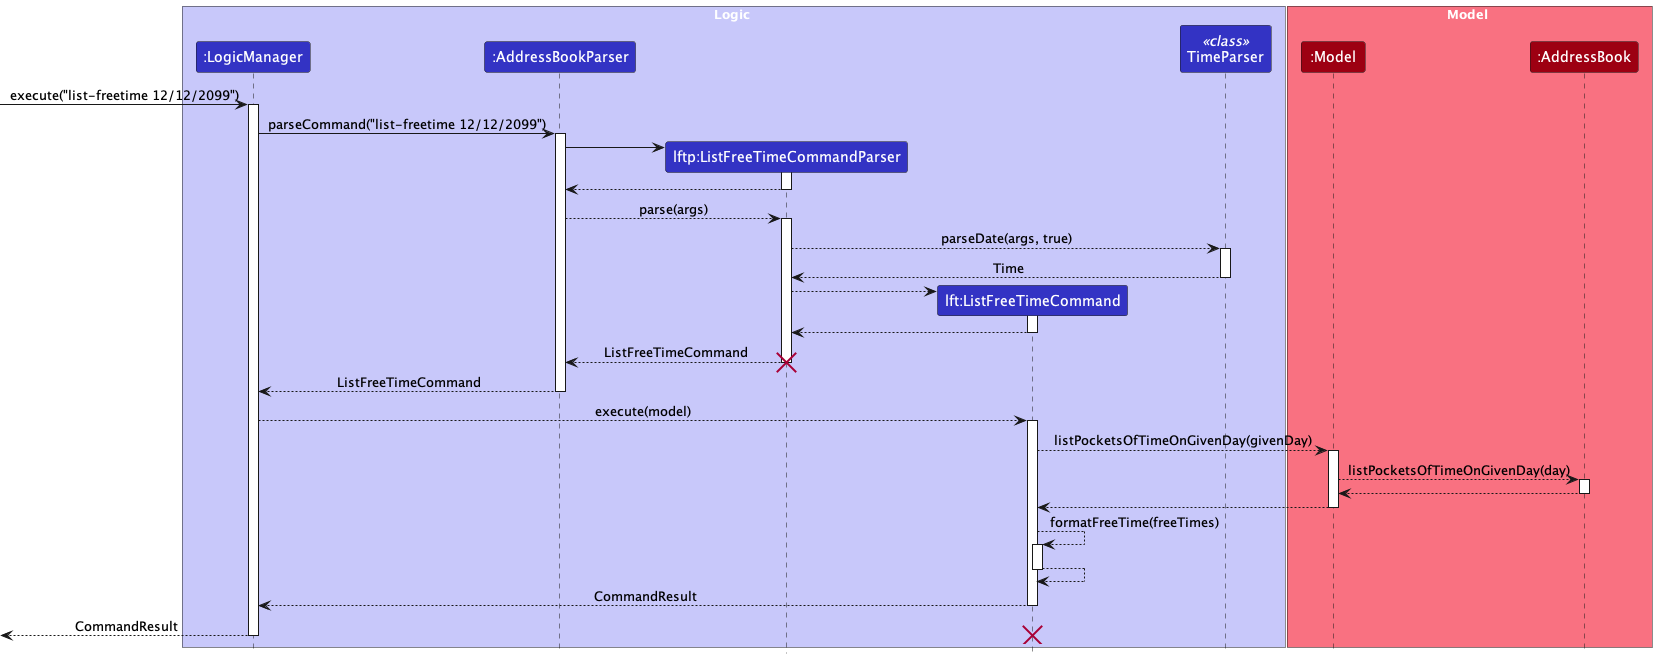 Logic
Model
:LogicManager
:AddressBookParser
«class»
TimeParser
:Model
:AddressBook
execute("list-freetime 12/12/2099")
parseCommand("list-freetime 12/12/2099")
lftp:ListFreeTimeCommandParser
parse(args)
parseDate(args, true)
Time
lft:ListFreeTimeCommand
ListFreeTimeCommand
ListFreeTimeCommand
execute(model)
listPocketsOfTimeOnGivenDay(givenDay)
listPocketsOfTimeOnGivenDay(day)
formatFreeTime(freeTimes)
CommandResult
CommandResult